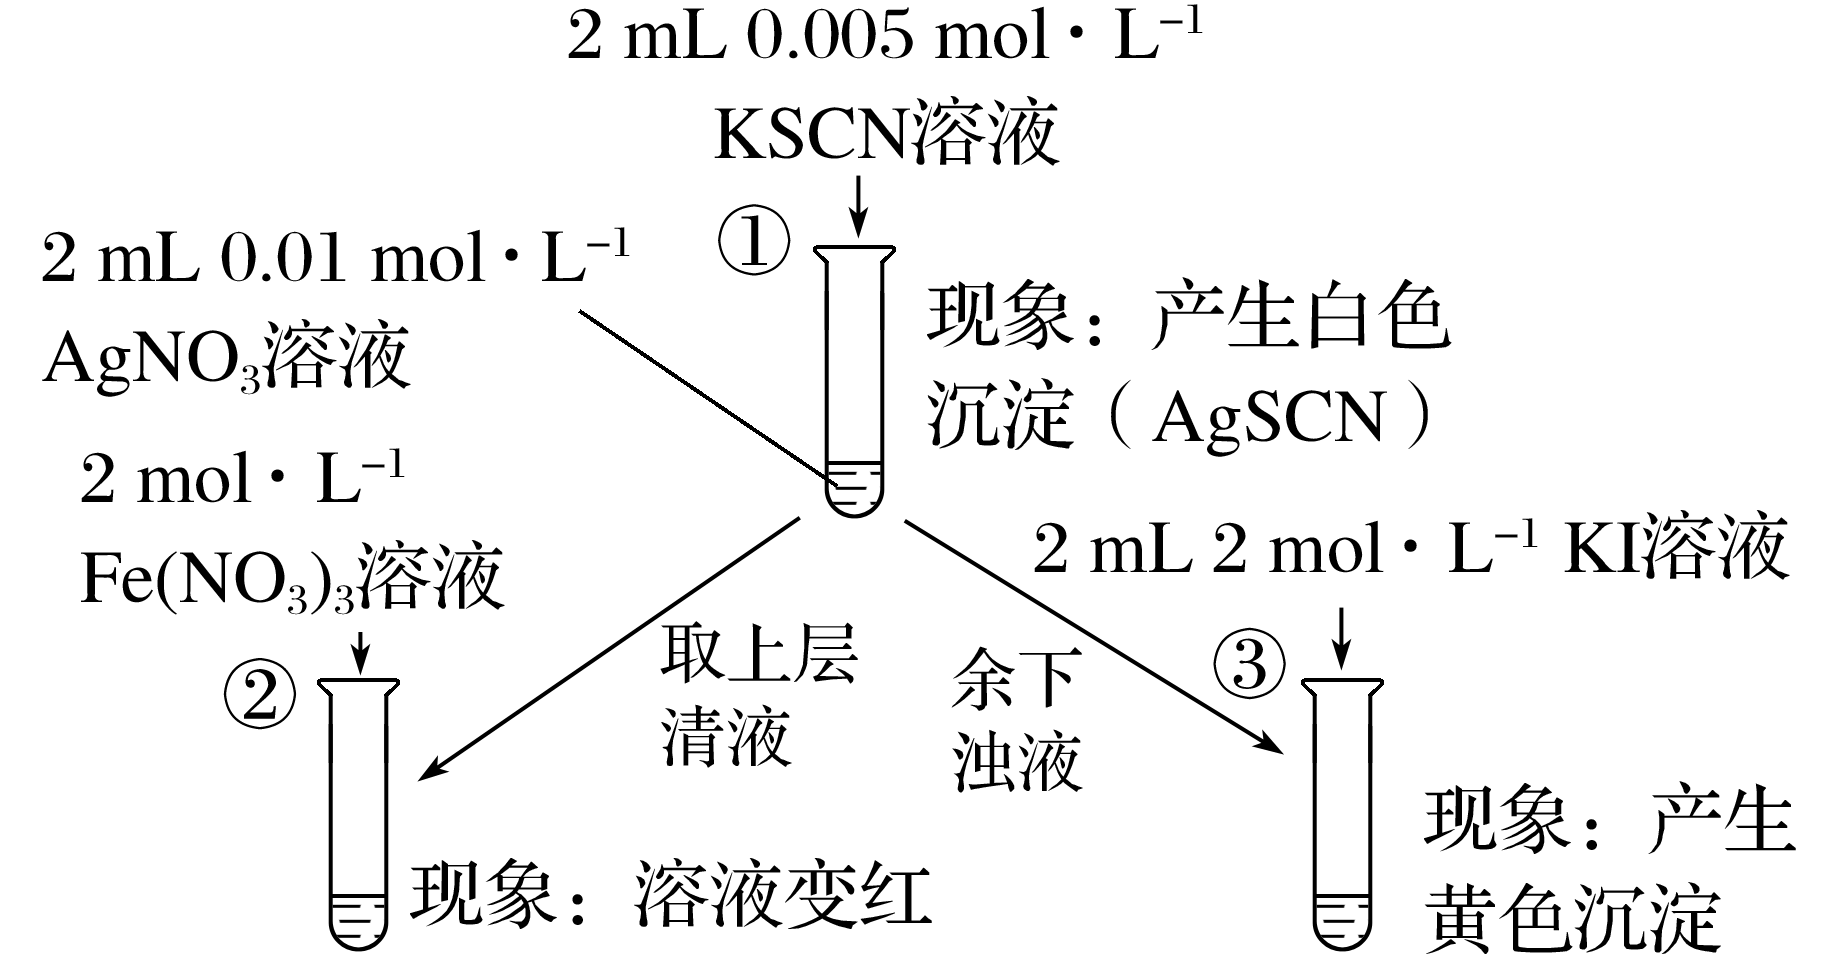 2 mL 0.005 mol· L⁻¹
KSCN溶液
①
2 mL 0.01 mol· L⁻¹
AgNO₃溶液
现象：产生白色
沉淀（AgSCN）
2 mol· L⁻¹
Fe(NO₃)₃溶液
2 mL 2 mol· L⁻¹ KI溶液
②
取上层
清液
余下
浊液
③
现象：溶液变红
现象：产生
黄色沉淀